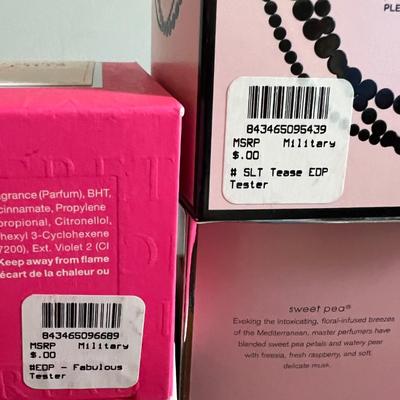 PLE
843465095439
MSRP Military
$.00
# SLT Tease EDP
Tester
agrance (Parfum), BHT,
cinnamate, Propylene
propional, Citronellol,
hexyl 3-Cyclohexene
7200), Ext. Violet 2 (CI
Keep away from flame
écart de la chaleur ou
843465096689
MSRP Military
$.00
#EDP - Fabulous
Tester
sweet pea®
Evoking the intoxicating, floral-infused breezes
of the Mediterranean, master perfumers have
blended sweet pea petals and watery pear
with freesia, fresh raspberry, and soft,
delicate musk.